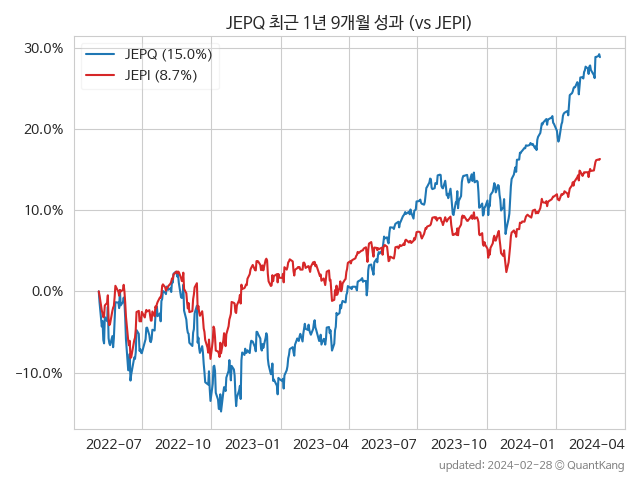 JEPQ 최근 1년 9개월 성과 (vs JEPI)
JEPQ (15.0%)
JEPI (8.7%)
30.0%
20.0%
10.0%
0.0%
−10.0%
2022-07 2022-10 2023-01 2023-04 2023-07 2023-10 2024-01 2024-04
updated: 2024-02-28 © QuantKang